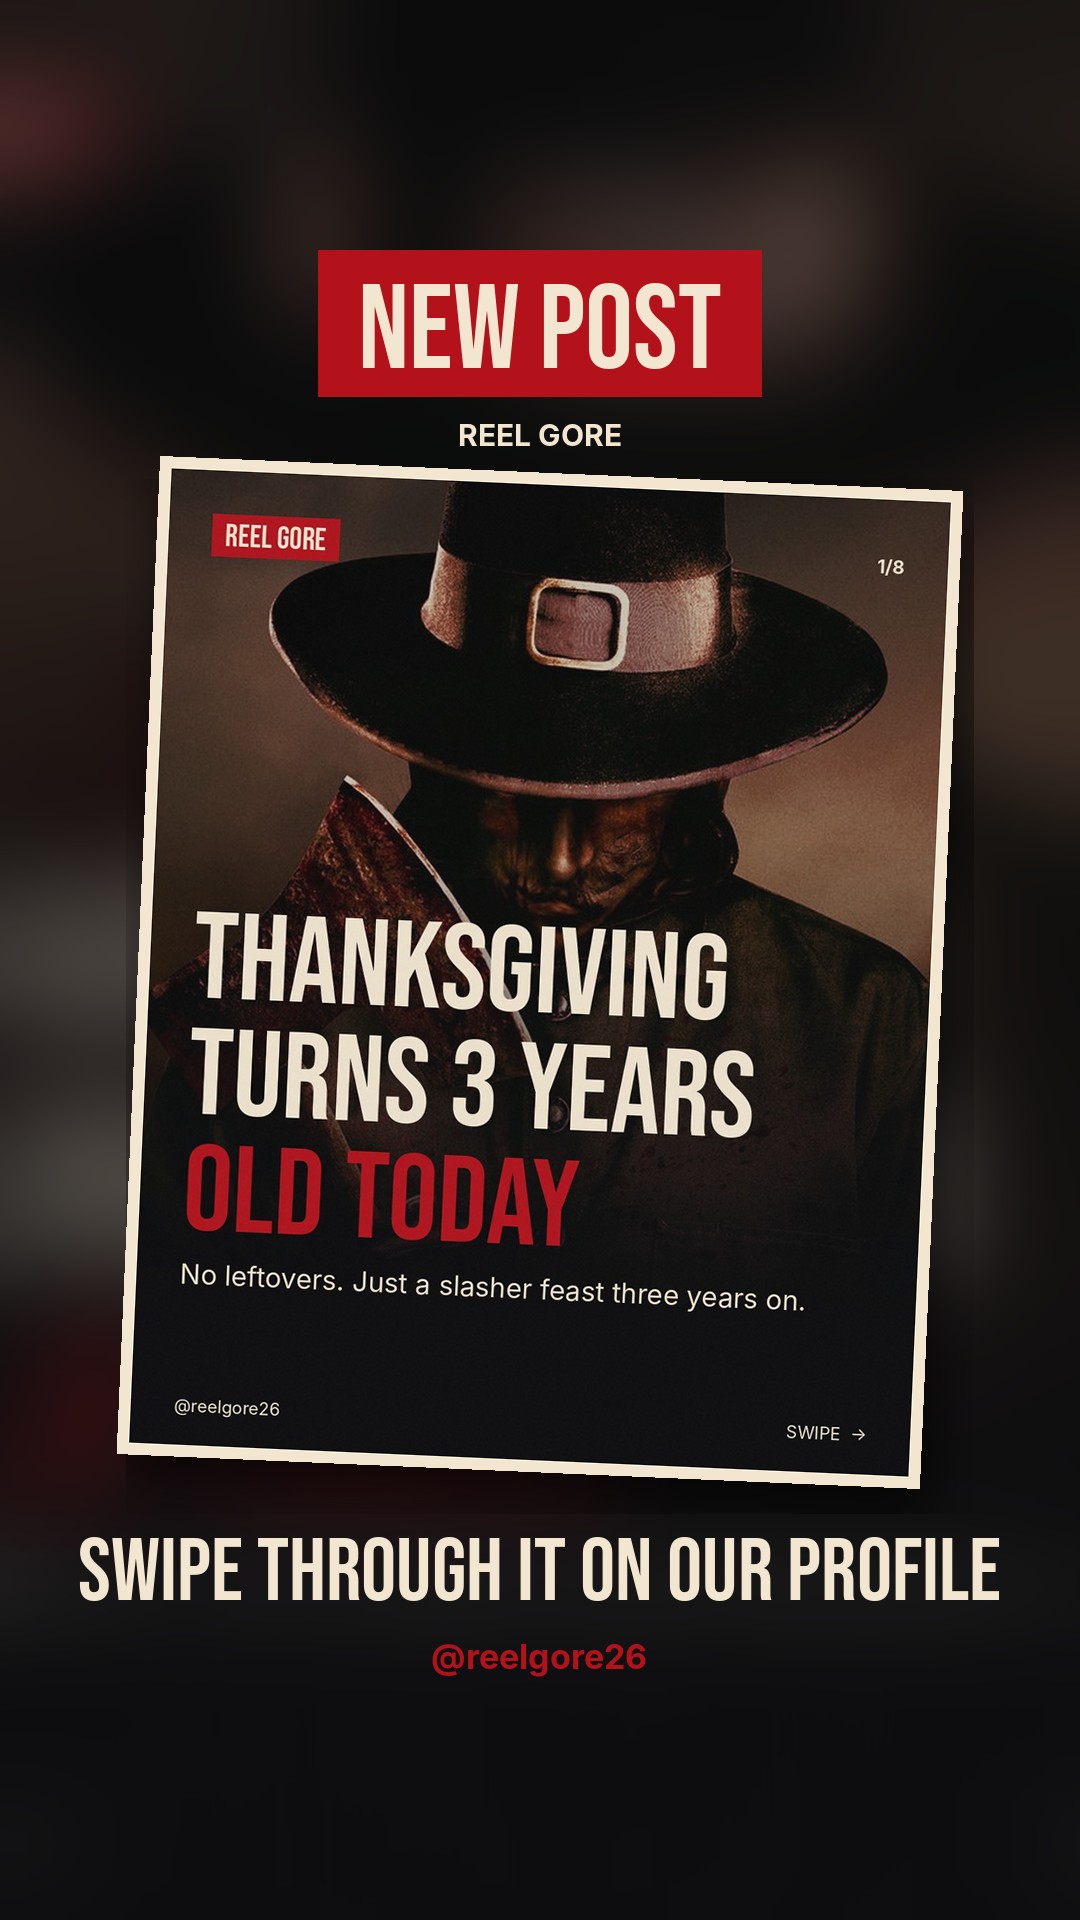 NEW POST
REEL GORE
REEL GORE
1/8
THANKSGIVING
TURNS 3 YEARS
OLD TODAY
No leftovers. Just a slasher feast three years on.
@reelgore26
SWIPE →
SWIPE THROUGH IT ON OUR PROFILE
@reelgore26